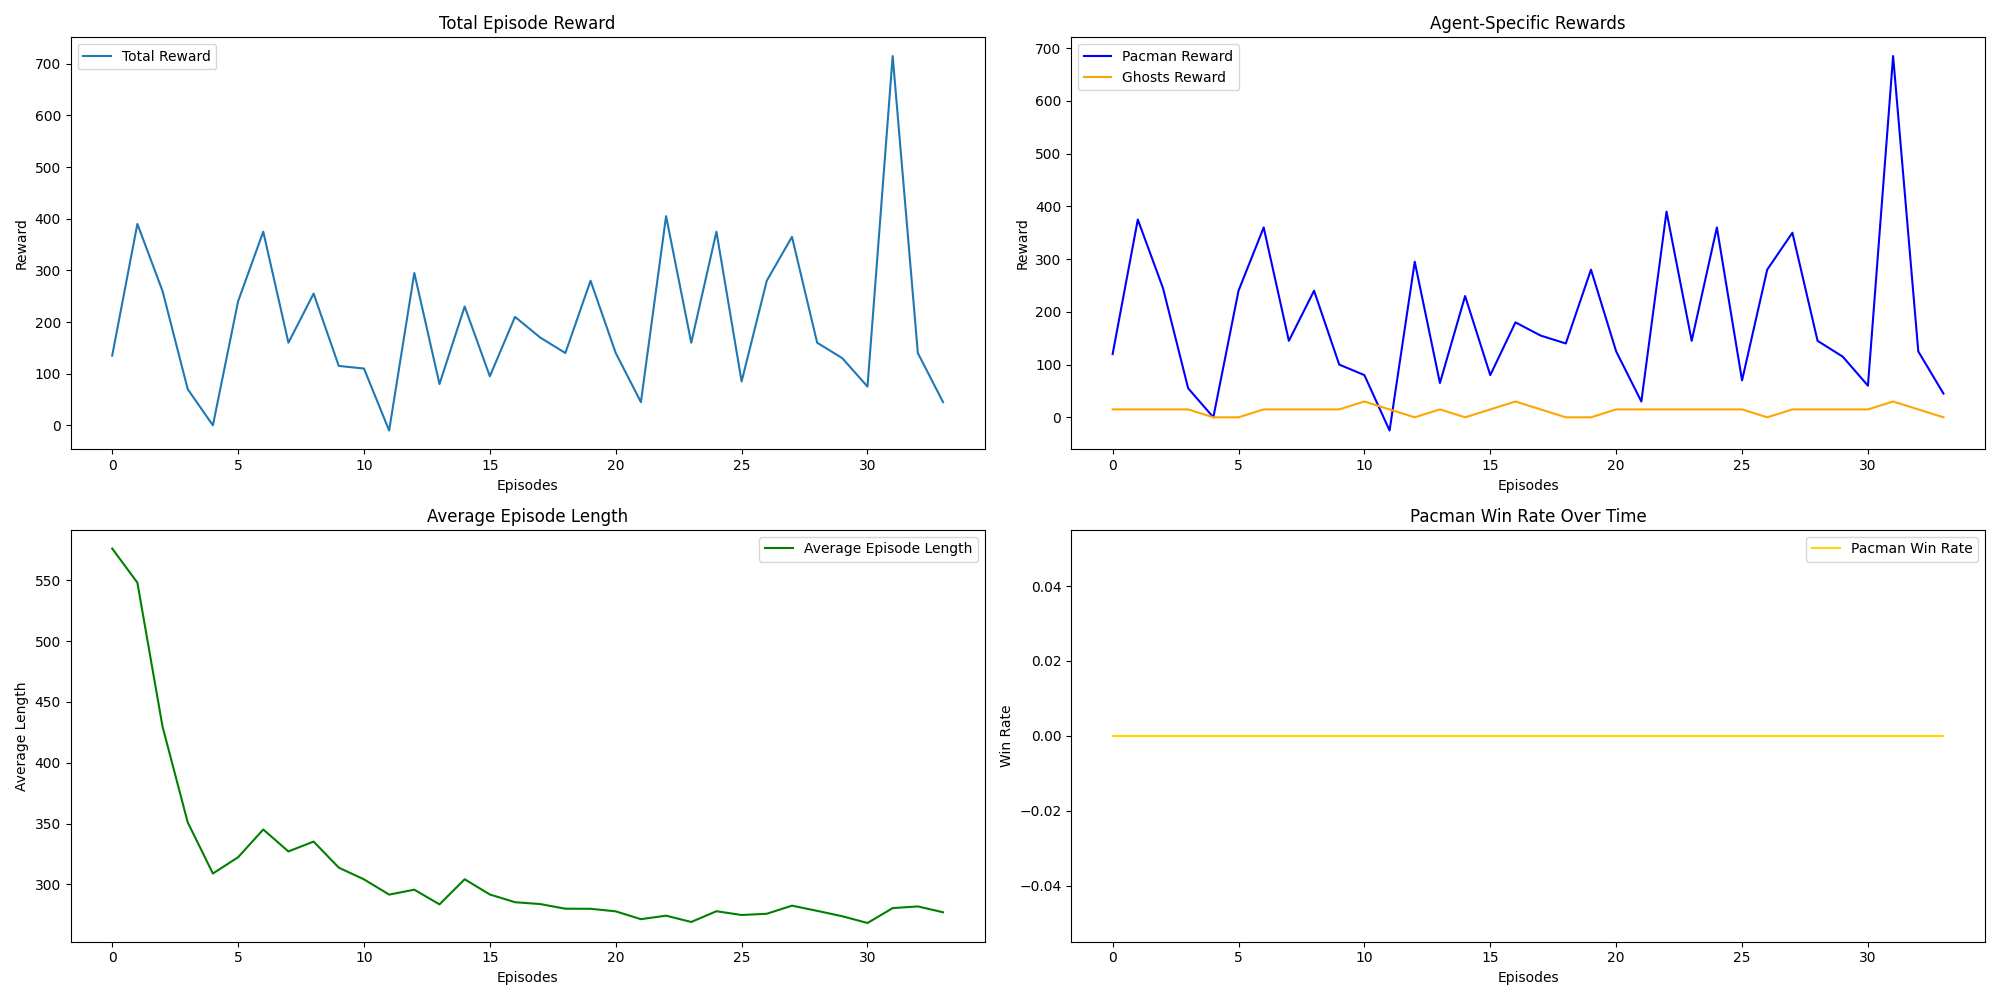 Total Episode Reward
Total Reward
700
600
500
400
300
200
100
0
Reward
0 5 10 15 20 25 30
Episodes
Agent-Specific Rewards
Pacman Reward
Ghosts Reward
700
600
500
400
300
200
100
0
Reward
0 5 10 15 20 25 30
Episodes
Average Episode Length
Average Episode Length
550
500
450
400
350
300
Average Length
0 5 10 15 20 25 30
Episodes
Pacman Win Rate Over Time
Pacman Win Rate
0.04
0.02
0.00
−0.02
−0.04
Win Rate
0 5 10 15 20 25 30
Episodes